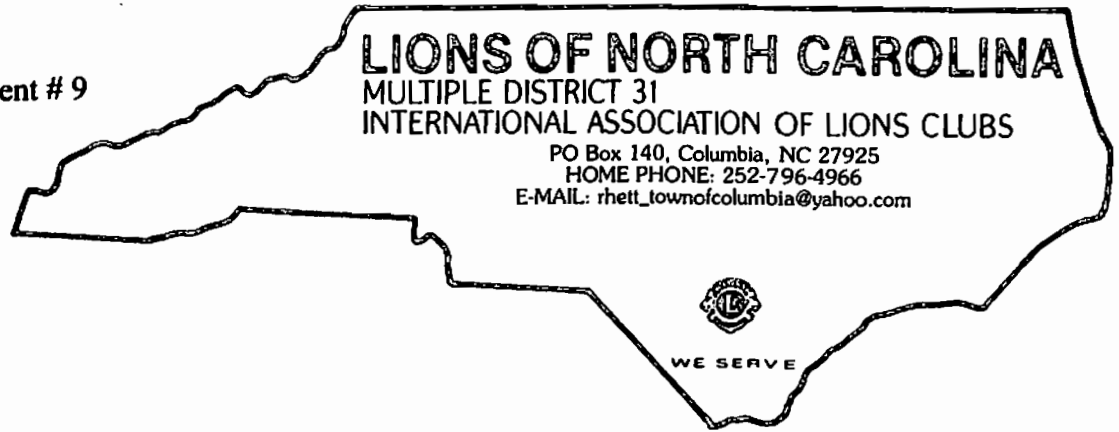 ent # 9
LIONS OF NORTH CAROLINA
MULTIPLE DISTRICT 31
INTERNATIONAL ASSOCIATION OF LIONS CLUBS
PO Box 140, Columbia, NC 27925
HOME PHONE: 252-796-4966
E-MAIL: rhett_townofcolumbia@yahoo.com
L
WE SERVE